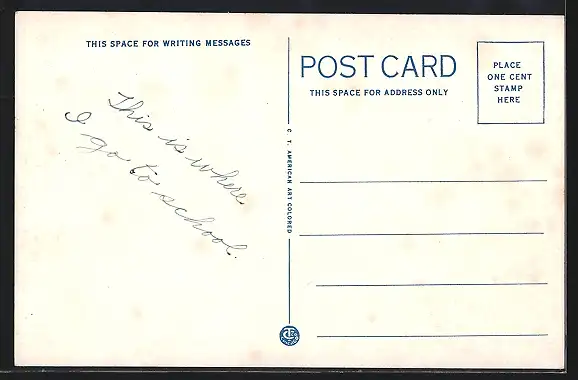 THIS SPACE FOR WRITING MESSAGES
This is where
I go to school.
C. T. AMERICAN ART COLORED
POST CARD
THIS SPACE FOR ADDRESS ONLY
PLACE
ONE CENT
STAMP
HERE